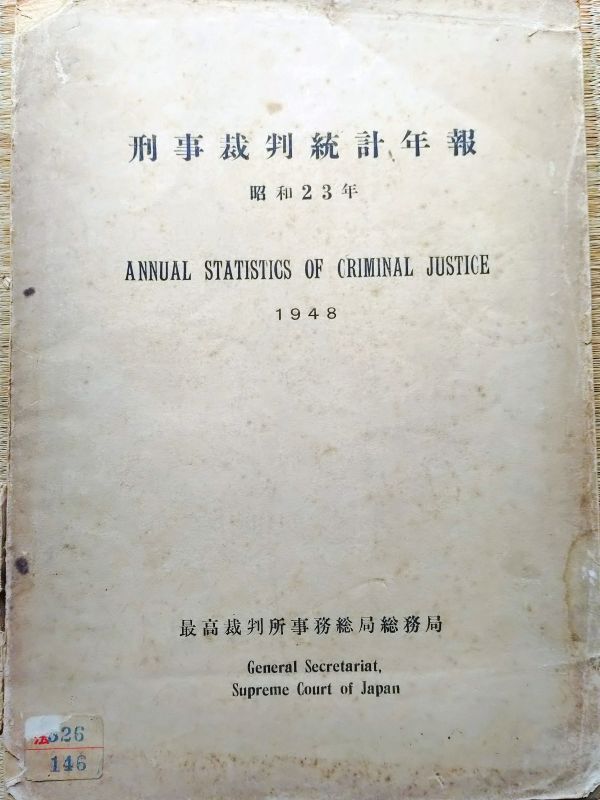 刑事裁判統計年報
昭和23年
ANNUAL STATISTICS OF CRIMINAL JUSTICE
1948
最高裁判所事務総局総務局
General Secretariat,
Supreme Court of Japan
326
146